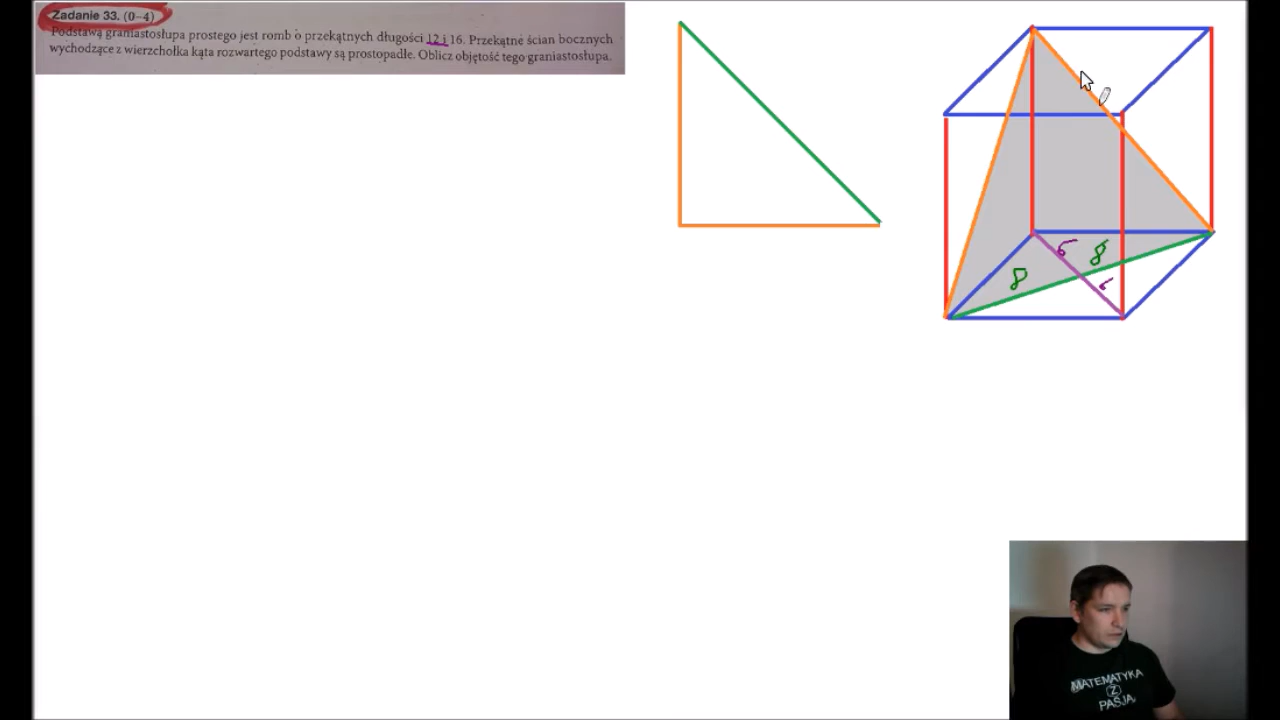 Zadanie 33. (0–4)
Podstawą graniastosłupa prostego jest romb o przekątnych długości 12 i 16. Przekątne ścian bocznych
wychodzące z wierzchołka kąta rozwartego podstawy są prostopadłe. Oblicz objętość tego graniastosłupa.
6 8
8 6
MATEMATYKA
Z
PASJĄ